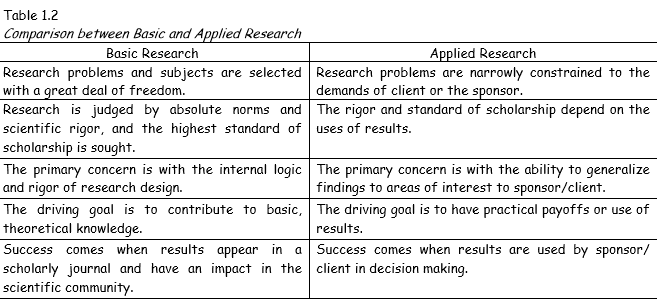 Table 1.2
Comparison between Basic and Applied Research
Basic Research
Applied Research
Research problems and subjects are selected
with a great deal of freedom.
Research problems are narrowly constrained to the
demands of client or the sponsor.
Research is judged by absolute norms and
scientific rigor, and the highest standard of
scholarship is sought.
The rigor and standard of scholarship depend on the
uses of results.
The primary concern is with the internal logic
and rigor of research design.
The primary concern is with the ability to generalize
findings to areas of interest to sponsor/client.
The driving goal is to contribute to basic,
theoretical knowledge.
The driving goal is to have practical payoffs or use of
results.
Success comes when results appear in a
scholarly journal and have an impact in the
scientific community.
Success comes when results are used by sponsor/
client in decision making.